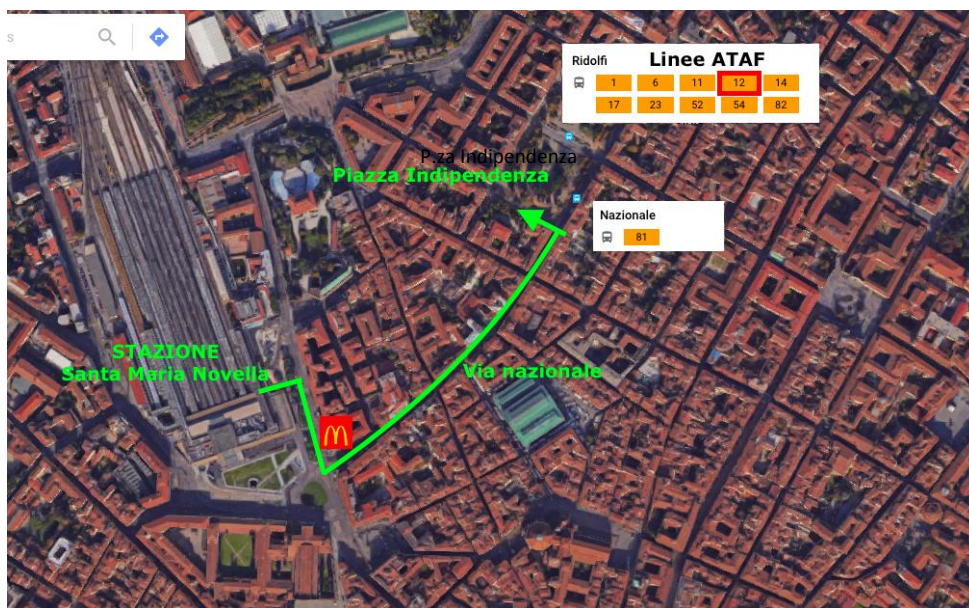 s
Ridolfi
Linee ATAF
1 6 11 12 14
17 23 52 54 82
P.za Indipendenza
Piazza Indipendenza
Nazionale
81
STAZIONE
Santa Maria Novella
Via nazionale